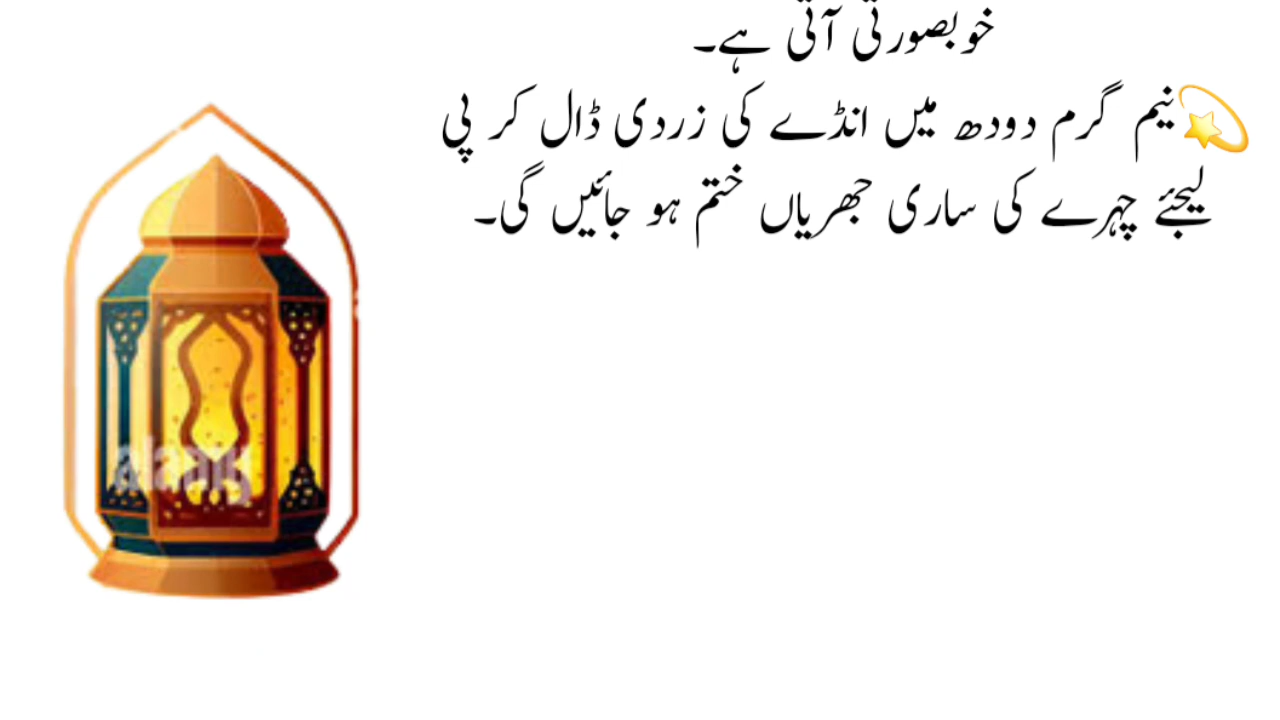 خوبصورتی آتی ہے۔
💫نیم گرم دودھ میں انڈے کی زردی ڈال کر پی
لیجئے چہرے کی ساری جھریاں ختم ہو جائیں گی۔
alamy